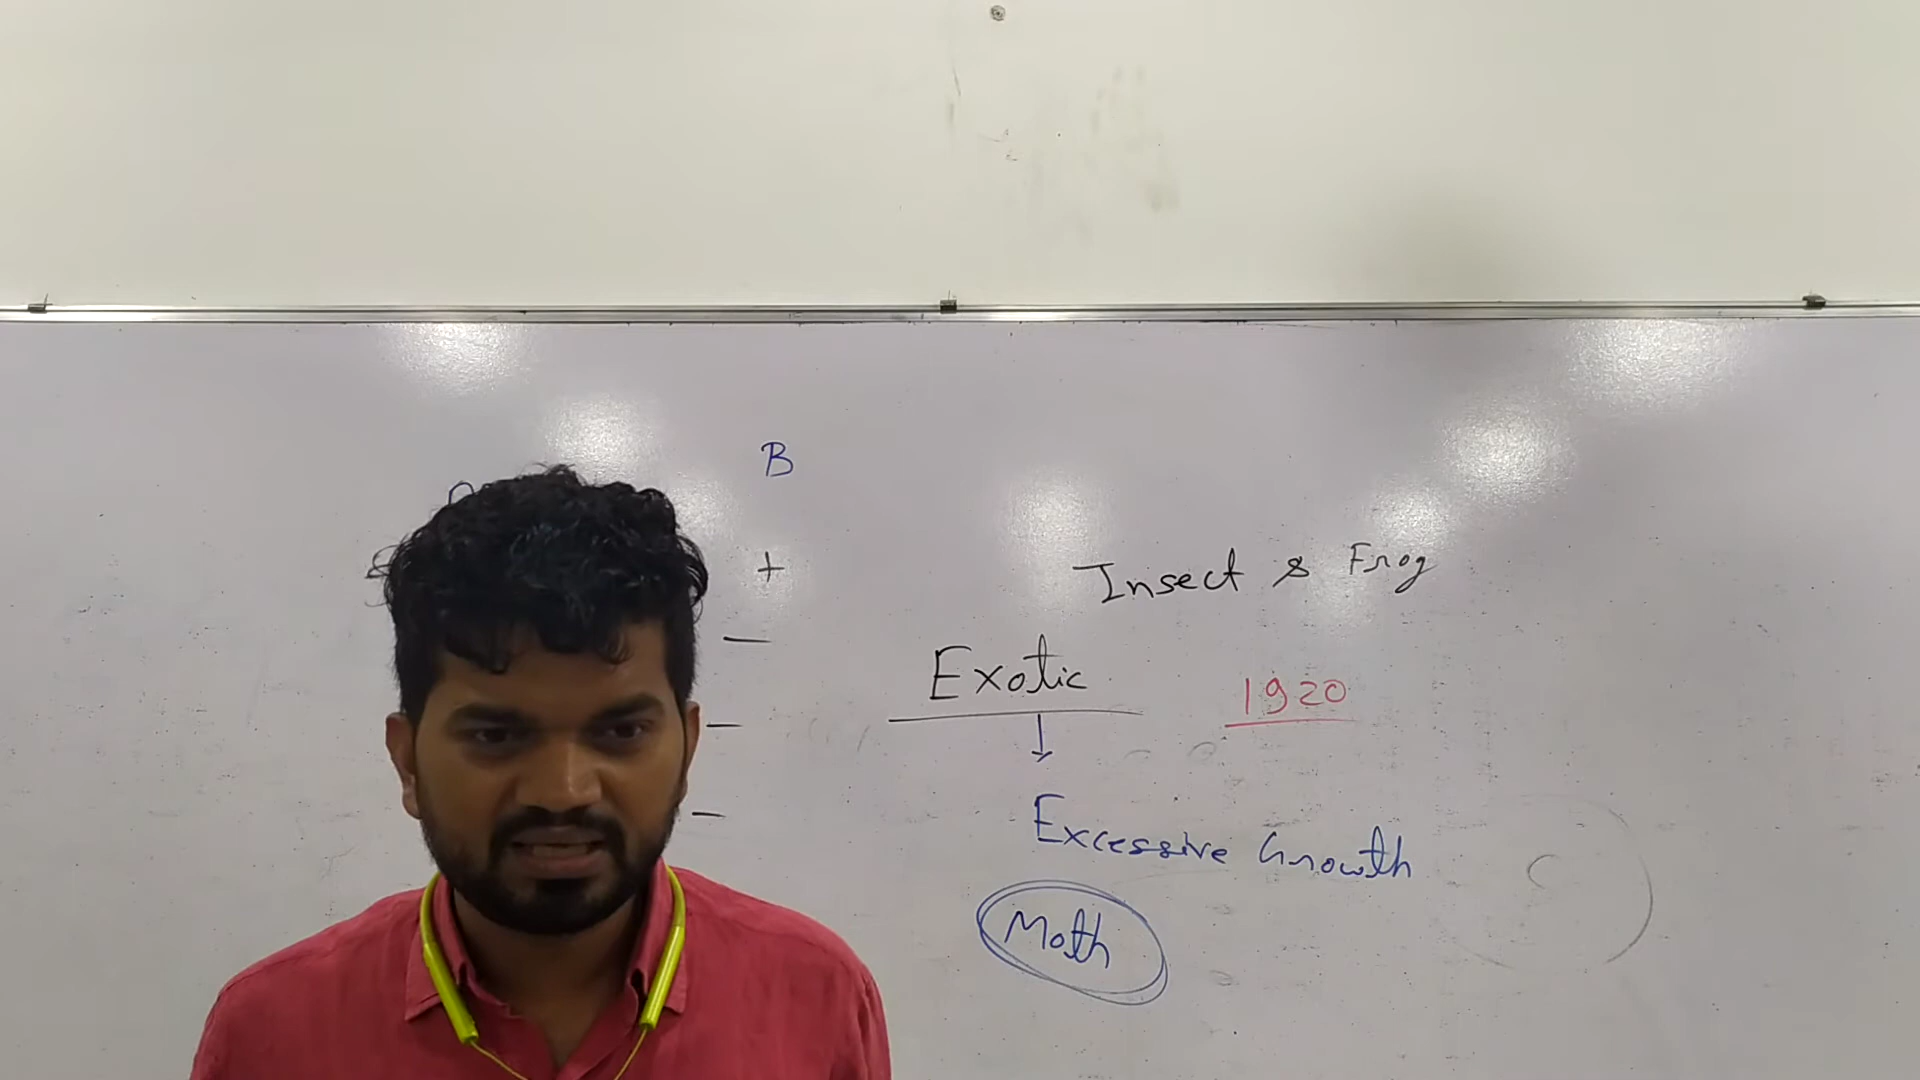 B
+
Insect & Frog
—
Exotic
1920
—
↓
—
Excessive Growth
Moth